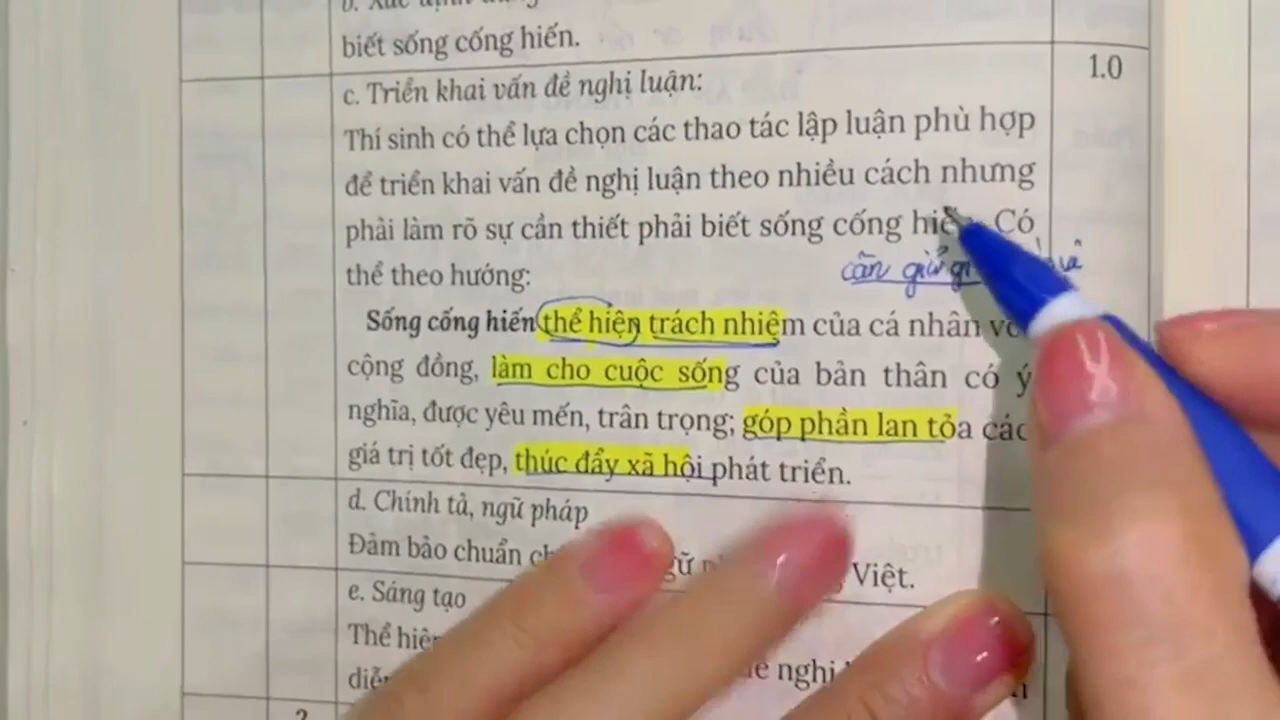 biết sống cống hiến.
1.0
c. Triển khai vấn đề nghị luận:
Thí sinh có thể lựa chọn các thao tác lập luận phù hợp
để triển khai vấn đề nghị luận theo nhiều cách nhưng
phải làm rõ sự cần thiết phải biết sống cống Có
cần giữ
thể theo hướng:
Sống cống hiến thể hiện trách nhiệm của cá nhân
cộng đồng, làm cho cuộc sống của bản thân có ý
nghĩa, được yêu mến, trân trọng; góp phần lan tỏa các
giá trị tốt đẹp, thúc đẩy xã hội phát triển.
d. Chính tả, ngữ pháp
Đảm bảo chuẩn Việt.
e. Sáng tạo
Thể
nghị